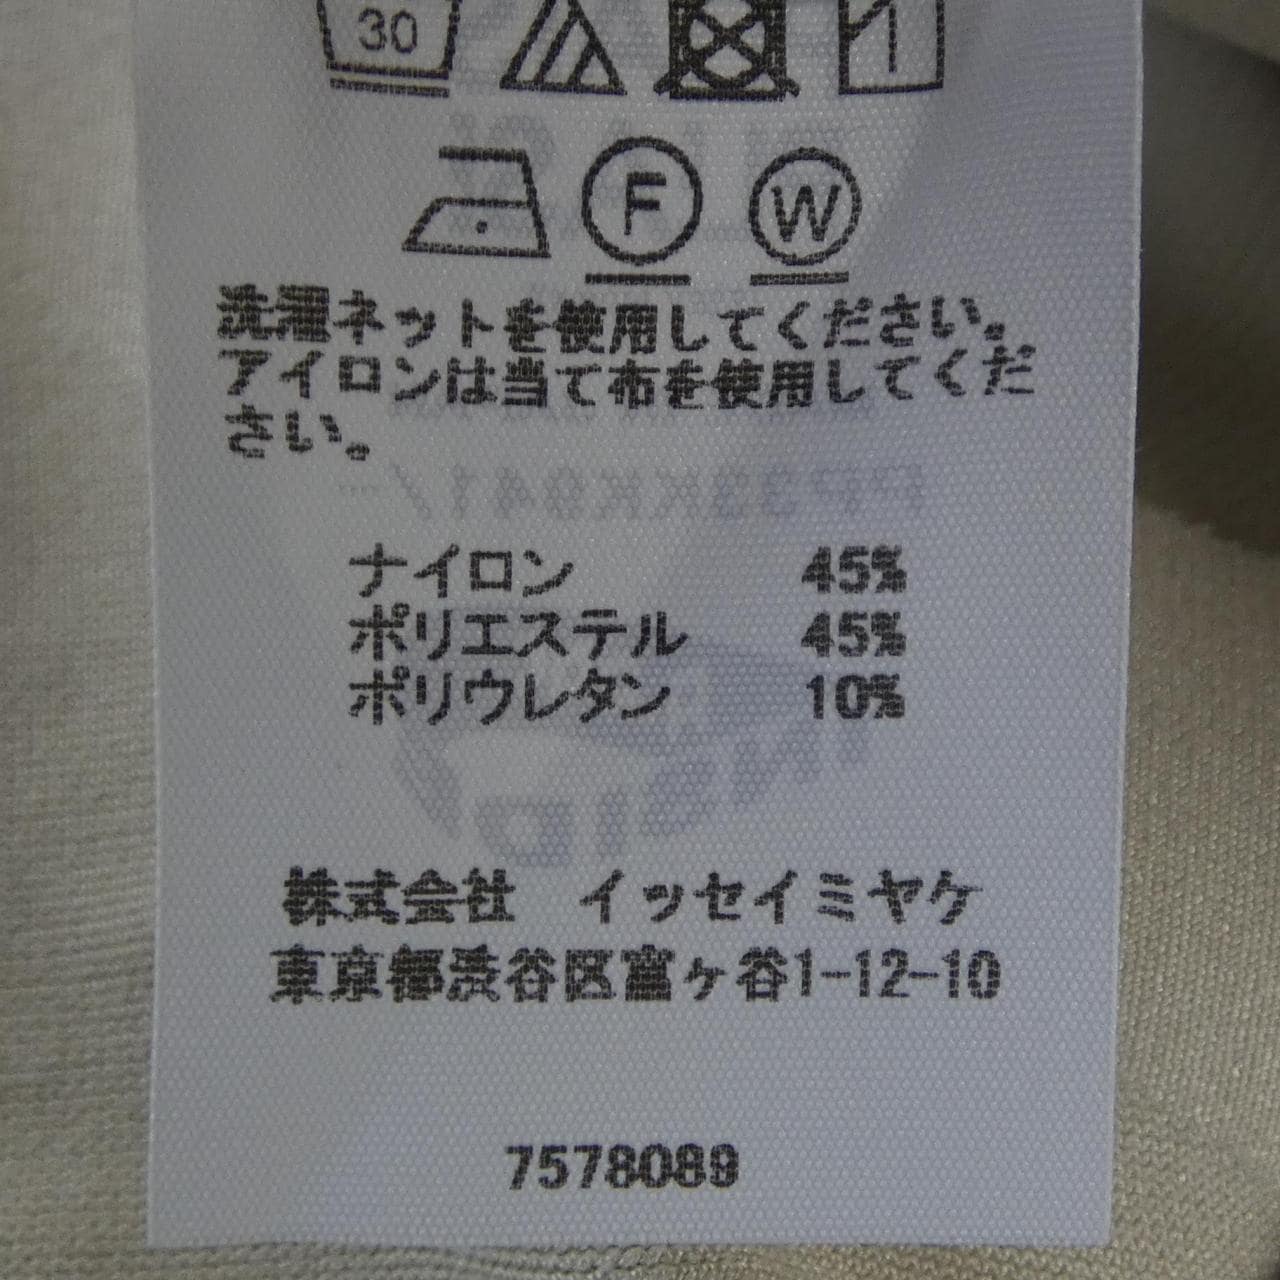 30
F W
洗濯ネットを使用してください。
アイロンは当て布を使用してくだ
さい。
ナイロン 45%
ポリエステル 45%
ポリウレタン 10%
株式会社 イッセイミヤケ
東京都渋谷区富ヶ谷1-12-10
7578089